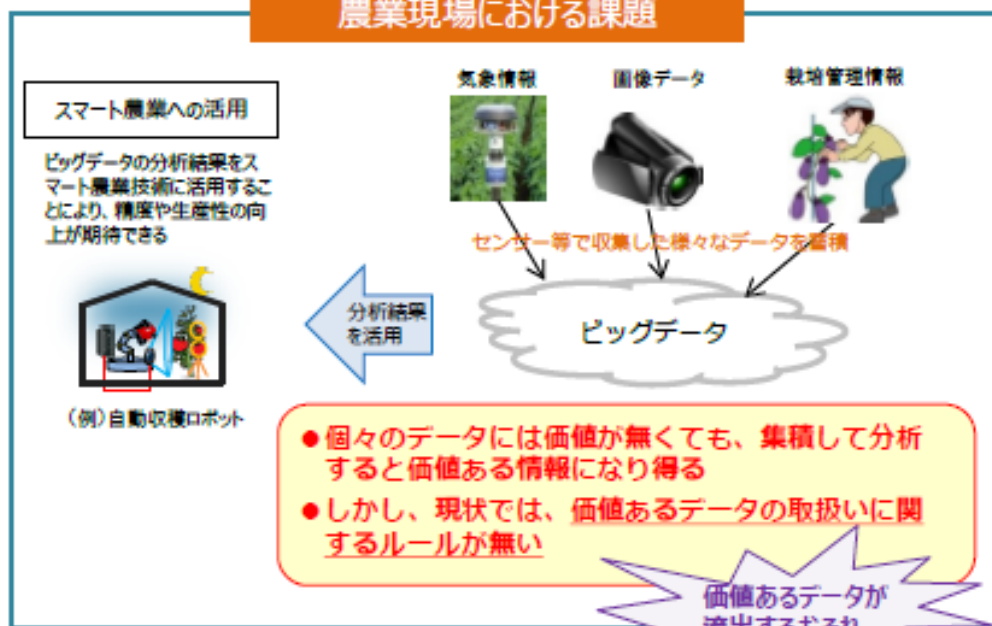 農業現場における課題
スマート農業への活用
ビッグデータの分析結果をス
マート農業技術に活用するこ
とにより、精度や生産性の向
上が期待できる
(例)自動収穫ロボット
気象情報
画像データ
栽培管理情報
センサー等で収集した様々なデータを蓄積
ビッグデータ
分析結果
を活用
●個々のデータには価値が無くても、集積して分析
すると価値ある情報になり得る
●しかし、現状では、価値あるデータの取扱いに関
するルールが無い
価値あるデータが
流出するおそれ